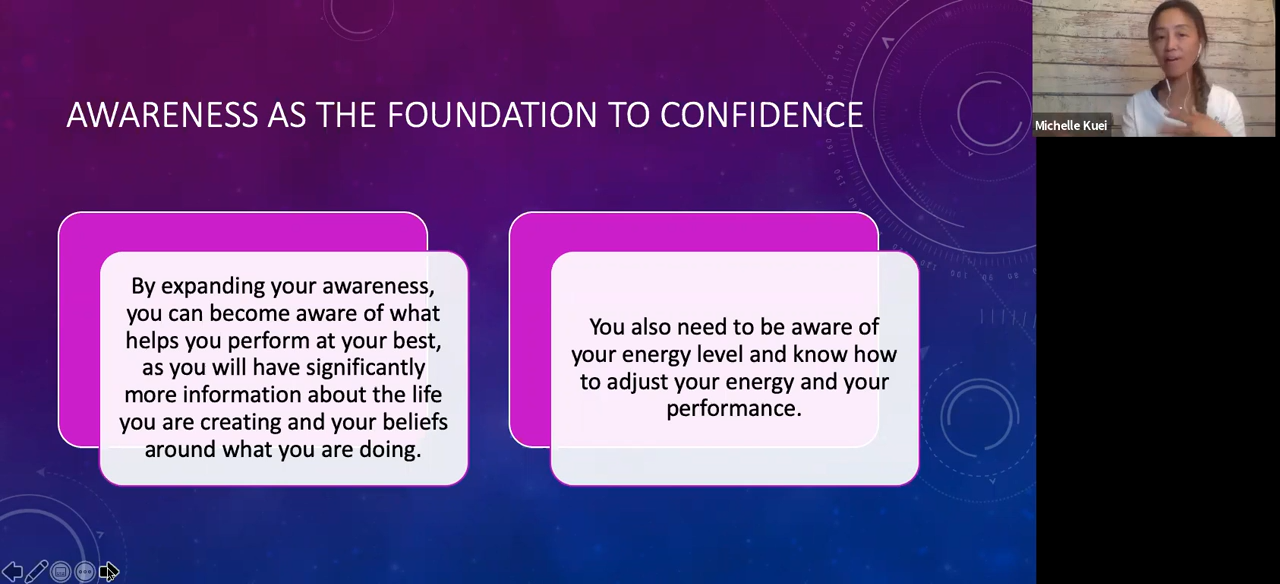 AWARENESS AS THE FOUNDATION TO CONFIDENCE
Michelle Kuei
By expanding your awareness,
you can become aware of what
helps you perform at your best,
as you will have significantly
more information about the life
you are creating and your beliefs
around what you are doing.
You also need to be aware of
your energy level and know how
to adjust your energy and your
performance.